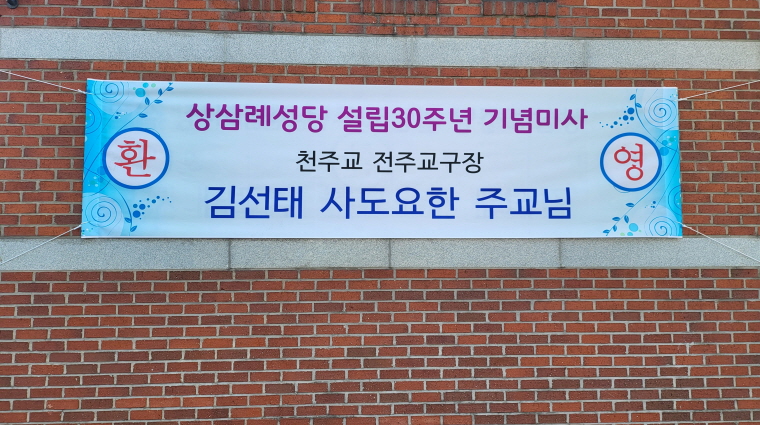 상삼례성당 설립30주년 기념미사
천주교 전주교구장
환 영
김선태 사도요한 주교님